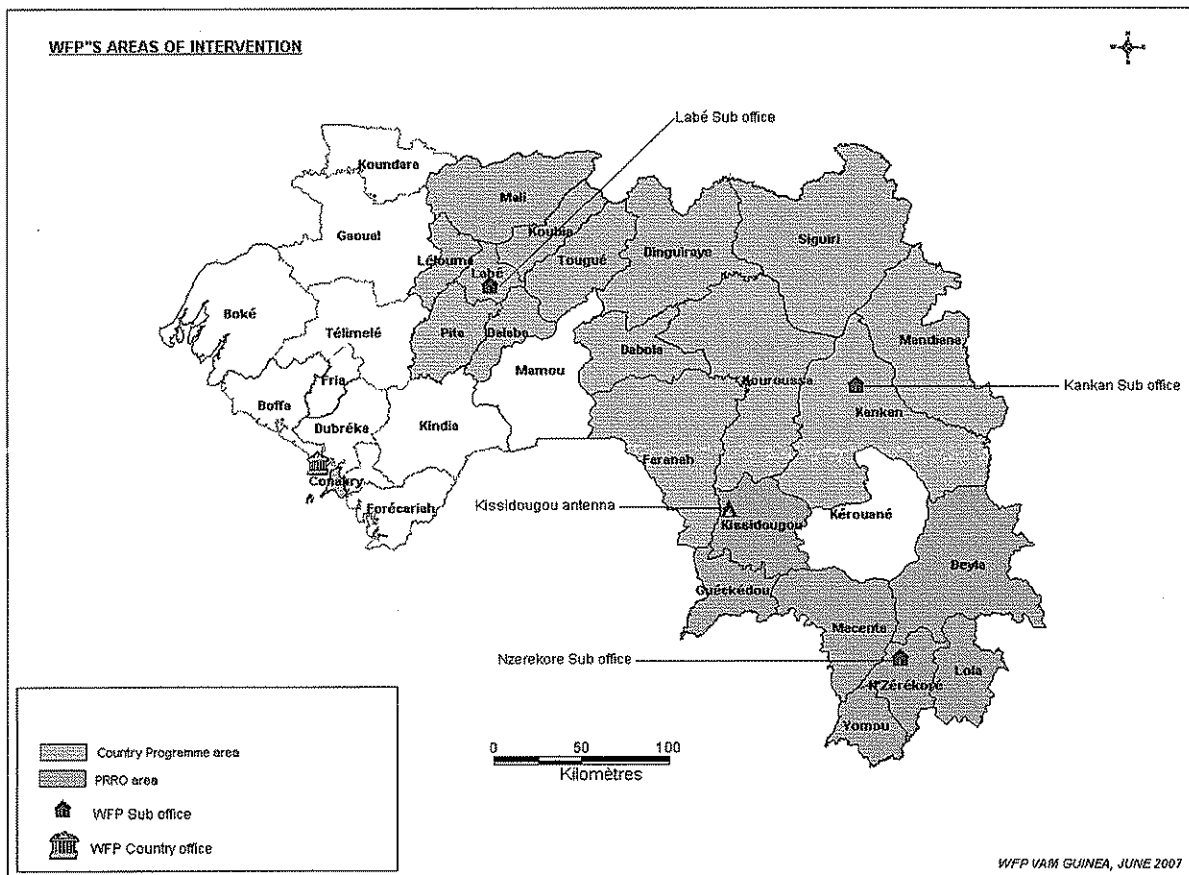 WFP"S AREAS OF INTERVENTION
N
W
E
S
Labé Sub office
Koundara
Mali
Koubia
Gaoual
Siguiri
Dinguiraye
Lélouma
Tougué
Labé
Boké
Télimelé
Pita
Dalaba
Mandiana
Dabola
Mamou
Fria
Kouroussa
Kankan Sub office
Boffa
Kankan
Dubréka
Kindia
Faranah
Conakry
Forécariah
Kissidougou antenna
Kérouané
Kissidougou
Beyla
Guéckédou
Macenta
Nzerekore Sub office
Lola
N'Zérékoré
Yomou
Country Programme area
PRRO area
WFP Sub office
WFP Country office
0 50 100
Kilomètres
WFP VAM GUINEA, JUNE 2007